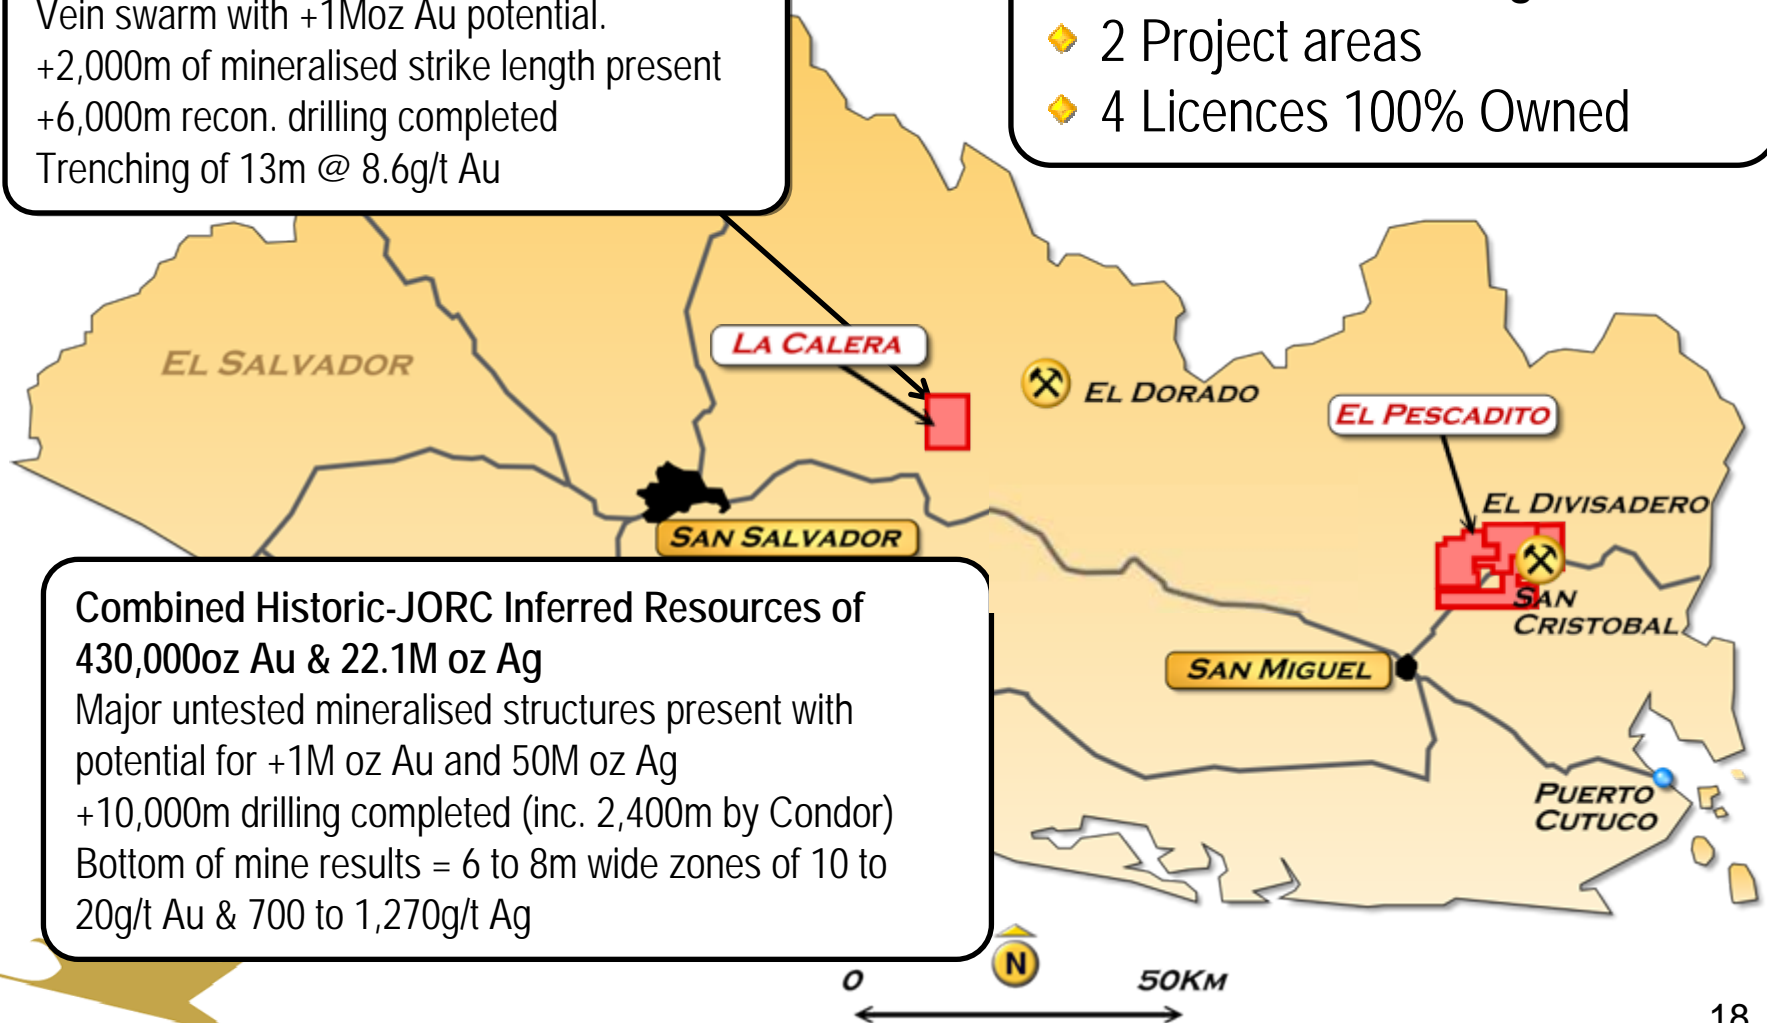 Vein swarm with +1Moz Au potential.
+2,000m of mineralised strike length present
+6,000m recon. drilling completed
Trenching of 13m @ 8.6g/t Au
2 Project areas
4 Licences 100% Owned
LA CALERA
EL SALVADOR
EL DORADO
EL PESCADITO
EL DIVISADERO
SAN SALVADOR
SAN
CRISTOBAL
SAN MIGUEL
Combined Historic-JORC Inferred Resources of
430,000oz Au & 22.1M oz Ag
Major untested mineralised structures present with
potential for +1M oz Au and 50M oz Ag
+10,000m drilling completed (inc. 2,400m by Condor)
Bottom of mine results = 6 to 8m wide zones of 10 to
20g/t Au & 700 to 1,270g/t Ag
PUERTO
CUTUCO
N
0 50KM
18